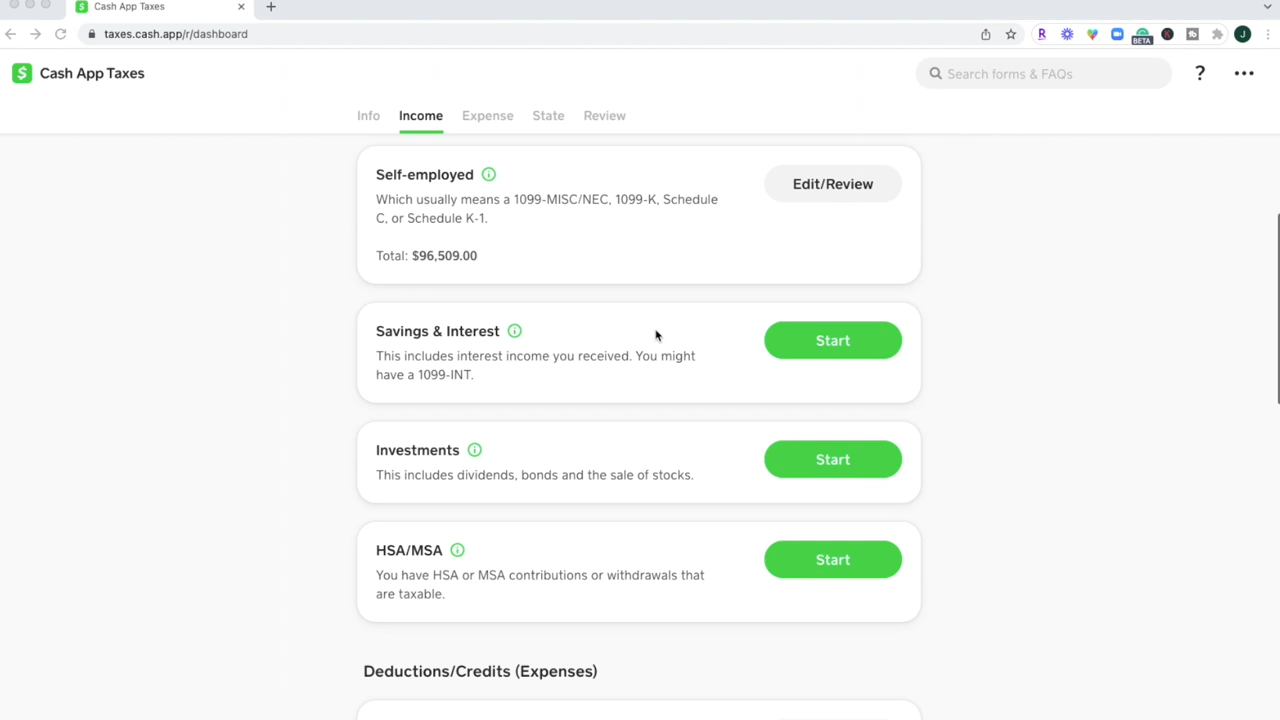 Cash App Taxes
taxes.cash.app/r/dashboard
BETA
J
Cash App Taxes
Search forms & FAQs
?
Info Income Expense State Review
Self-employed
Edit/Review
Which usually means a 1099-MISC/NEC, 1099-K, Schedule
C, or Schedule K-1.
Total: $96,509.00
Savings & Interest
Start
This includes interest income you received. You might
have a 1099-INT.
Investments
Start
This includes dividends, bonds and the sale of stocks.
HSA/MSA
Start
You have HSA or MSA contributions or withdrawals that
are taxable.
Deductions/Credits (Expenses)